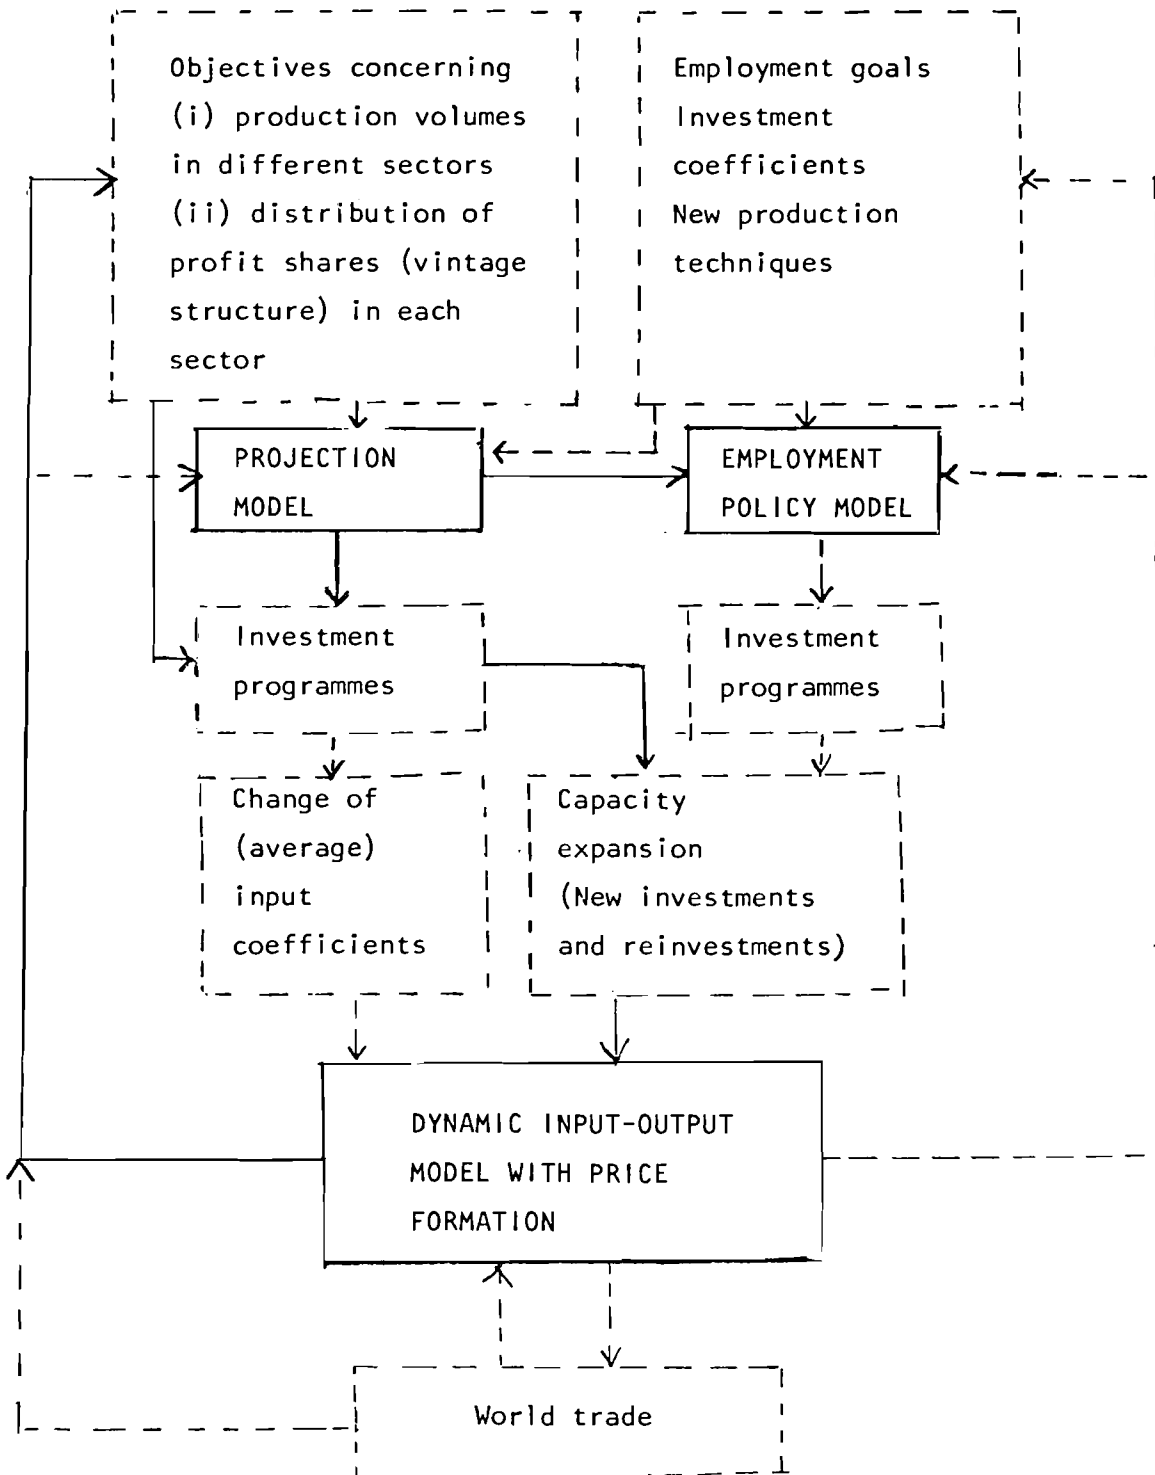 Objectives concerning
(i) production volumes
in different sectors
(ii) distribution of
profit shares (vintage
structure) in each
sector
Employment goals
Investment
coefficients
New production
techniques
PROJECTION
MODEL
EMPLOYMENT
POLICY MODEL
Investment
programmes
Investment
programmes
Change of
(average)
input
coefficients
Capacity
expansion
(New investments
and reinvestments)
DYNAMIC INPUT-OUTPUT
MODEL WITH PRICE
FORMATION
World trade